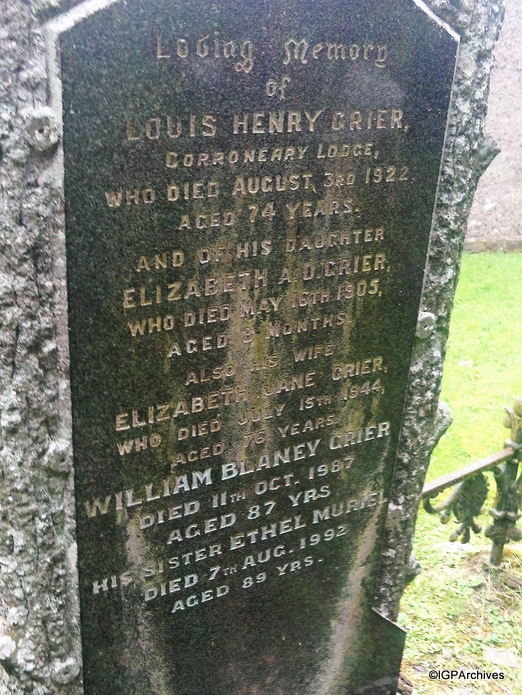 Loving Memory
of
LOUIS HENRY GRIER,
CORRONEARY LODGE,
WHO DIED AUGUST 3RD 1922
AGED 74 YEARS.
AND OF HIS DAUGHTER
ELIZABETH A.D. GRIER,
WHO DIED MAY 1905,
AGED MONTHS
ALSO HIS WIFE
ELIZABETH JANE GRIER,
WHO DIED JULY 15TH 1944,
AGED 76 YEARS.
WILLIAM BLANEY GRIER
DIED 11TH OCT. 1987
AGED 87 YRS
HIS SISTER ETHEL MURIEL
DIED 7TH AUG. 1992
AGED 89 YRS.
©IGPArchives